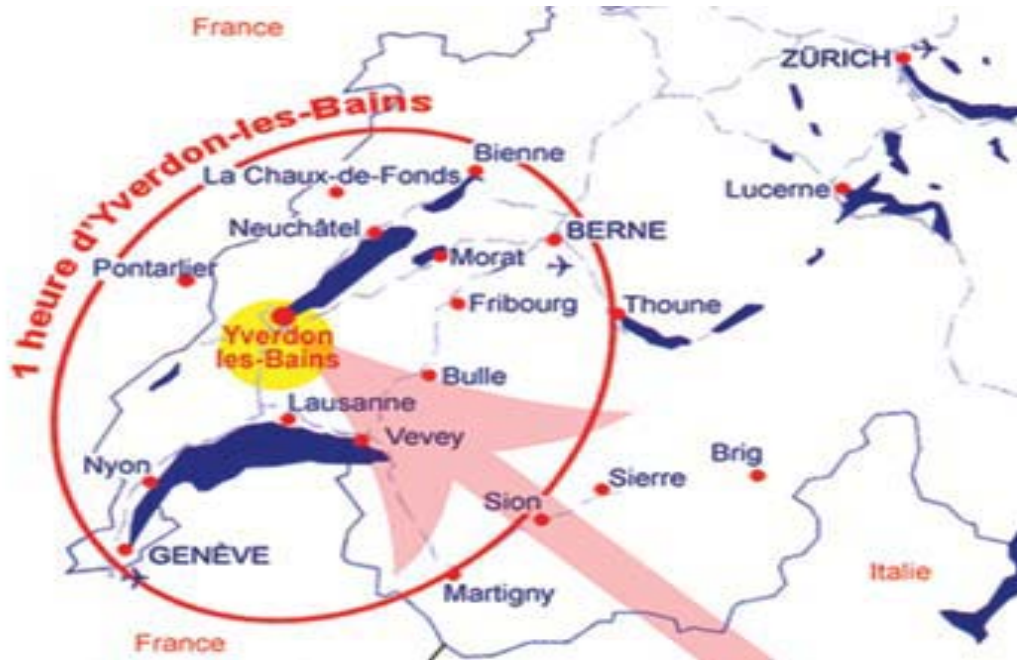 France
ZÜRICH
1 heure d'Yverdon-les-Bains
Bienne
La Chaux-de-Fonds
Lucerne
Neuchâtel
BERNE
Morat
Pontarlier
Fribourg
Thoune
Yverdon
les-Bains
Bulle
Lausanne
Vevey
Nyon
Brig
Sierre
Sion
GENÊVE
Italie
Martigny
France